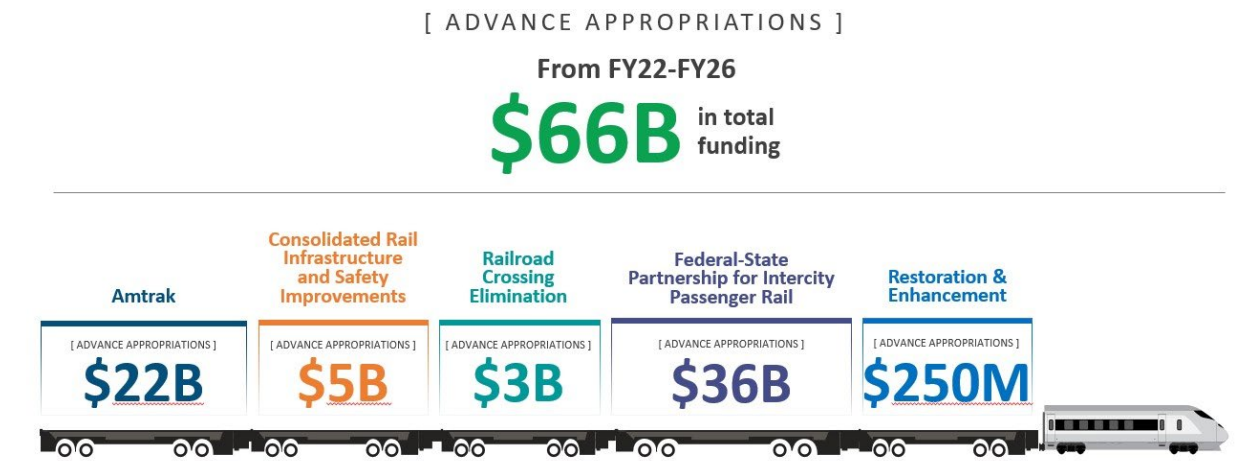 [ ADVANCE APPROPRIATIONS ]
From FY22-FY26
$66B
in total
funding
Amtrak
[ ADVANCE APPROPRIATIONS ]
$22B
Consolidated Rail
Infrastructure
and Safety
Improvements
[ ADVANCE APPROPRIATIONS ]
$5B
Railroad
Crossing
Elimination
[ ADVANCE APPROPRIATIONS ]
$3B
Federal-State
Partnership for Intercity
Passenger Rail
[ ADVANCE APPROPRIATIONS ]
$36B
Restoration &
Enhancement
[ ADVANCE APPROPRIATIONS ]
$250M